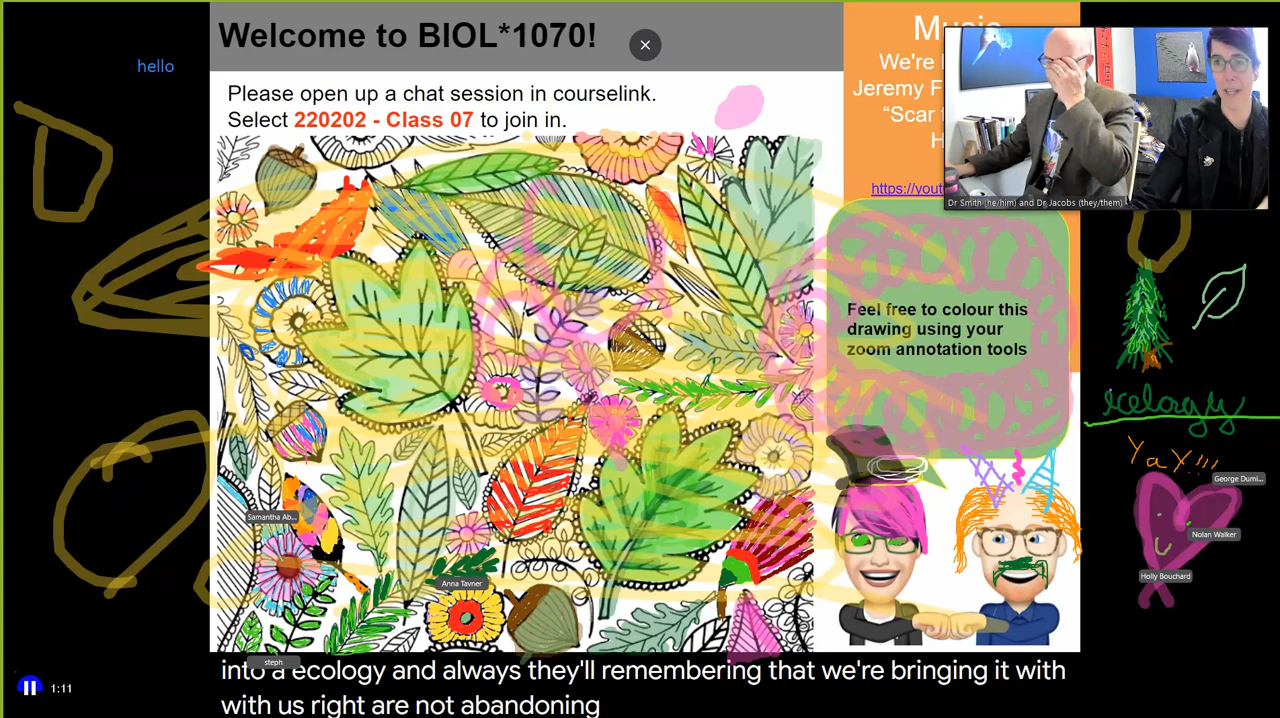 Welcome to BIOL*1070!
hello
Please open up a chat session in courselink.
Select 220202 - Class 07 to join in.
We're
Jeremy F
"Scar
H
https://yout
Dr Smith (he/him) and Dr Jacobs (they/them)
Feel free to colour this
drawing using your
zoom annotation tools
Yay!!!
George Dumi...
Samantha Ab...
Nolan Walker
Anna Tavner
Holly Bouchard
steph
into a ecology and always they'll remembering that we're bringing it with
with us right are not abandoning
1:11